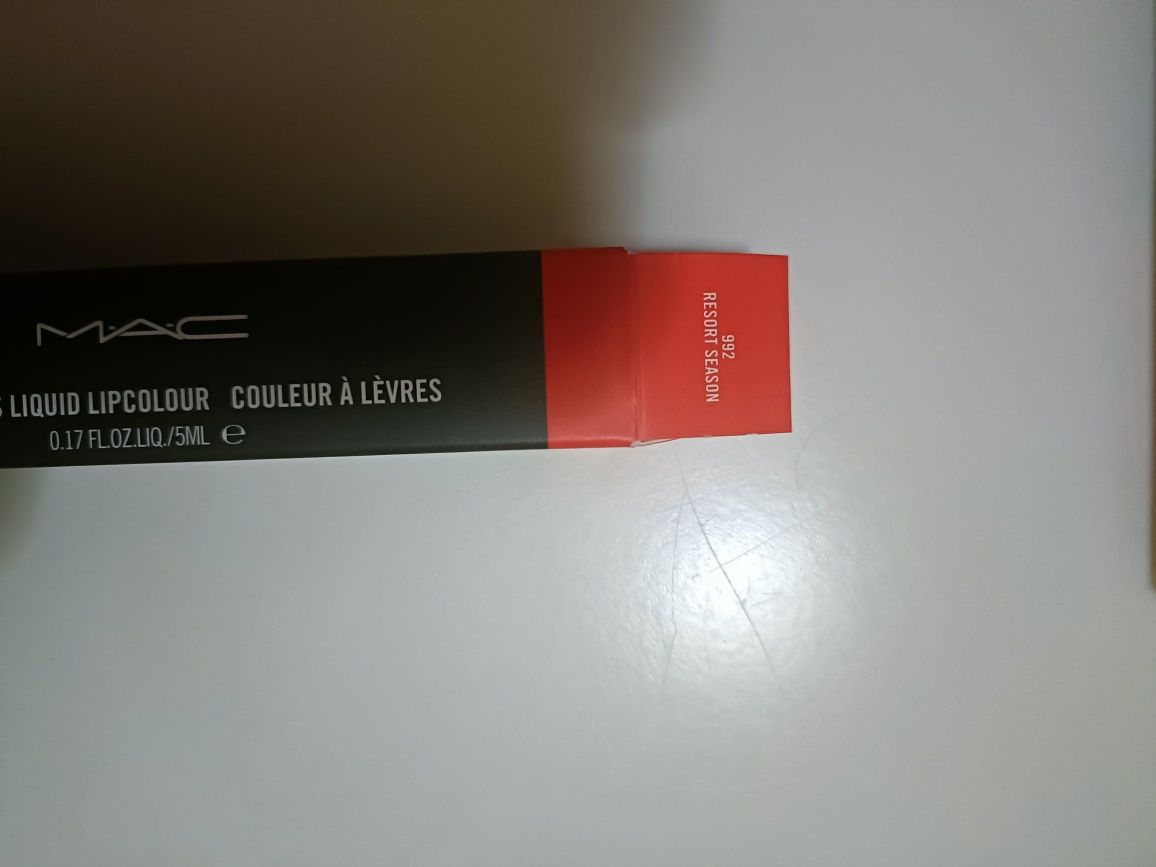 M·A·C
LIQUID LIPCOLOUR COULEUR À LÈVRES
0.17 FL.OZ.LIQ./5ML ℮
992
RESORT SEASON